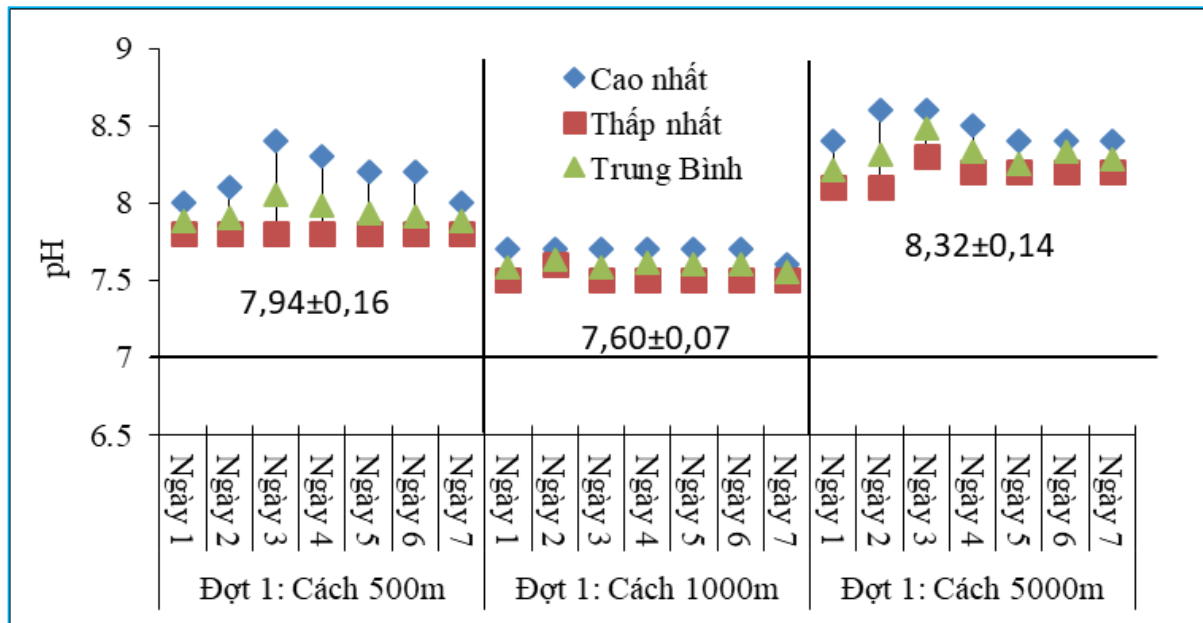 9
8.5
8
7.5
7
6.5
pH
Cao nhất
Thấp nhất
Trung Bình
7,94±0,16
7,60±0,07
8,32±0,14
Ngày 1
Ngày 2
Ngày 3
Ngày 4
Ngày 5
Ngày 6
Ngày 7
Ngày 1
Ngày 2
Ngày 3
Ngày 4
Ngày 5
Ngày 6
Ngày 7
Ngày 1
Ngày 2
Ngày 3
Ngày 4
Ngày 5
Ngày 6
Ngày 7
Đợt 1: Cách 500m
Đợt 1: Cách 1000m
Đợt 1: Cách 5000m